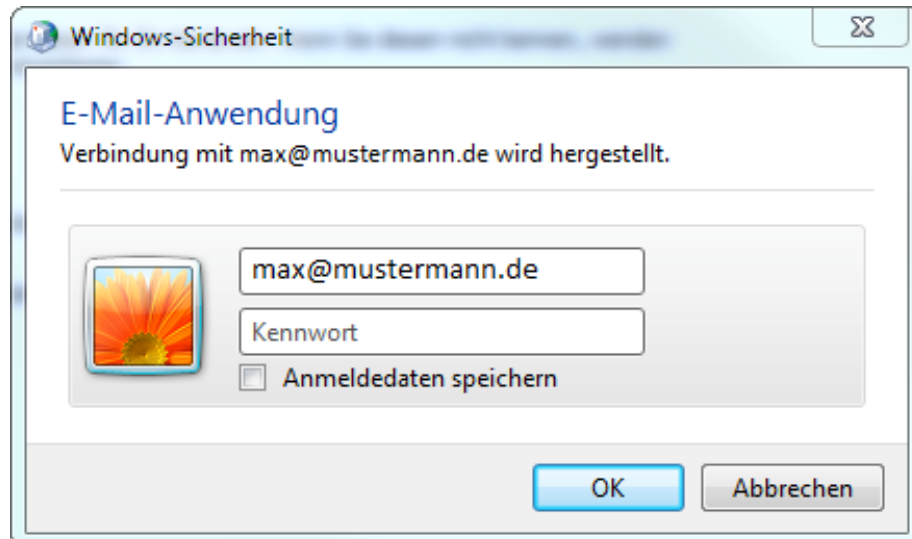 Windows-Sicherheit
E-Mail-Anwendung
Verbindung mit max@mustermann.de wird hergestellt.
max@mustermann.de
Kennwort
Anmeldedaten speichern
OK
Abbrechen